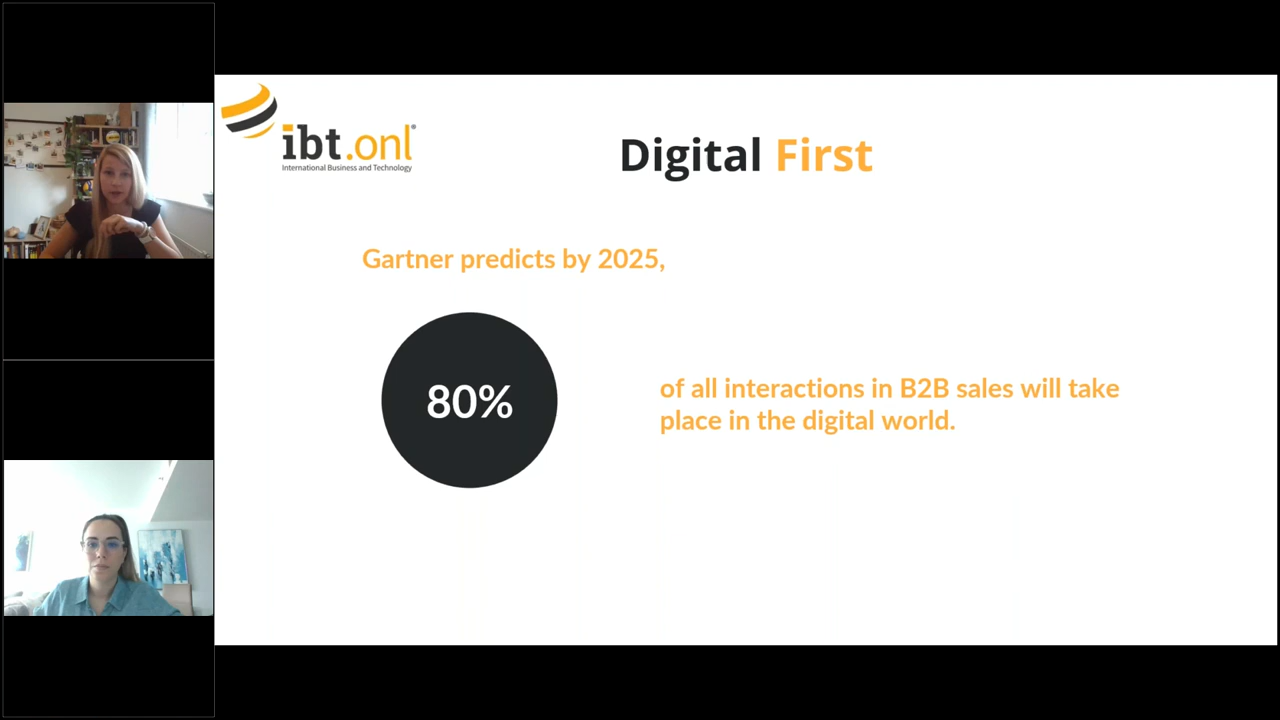 ibt.onl®
International Business and Technology
Digital First
Gartner predicts by 2025,
80%
of all interactions in B2B sales will take
place in the digital world.